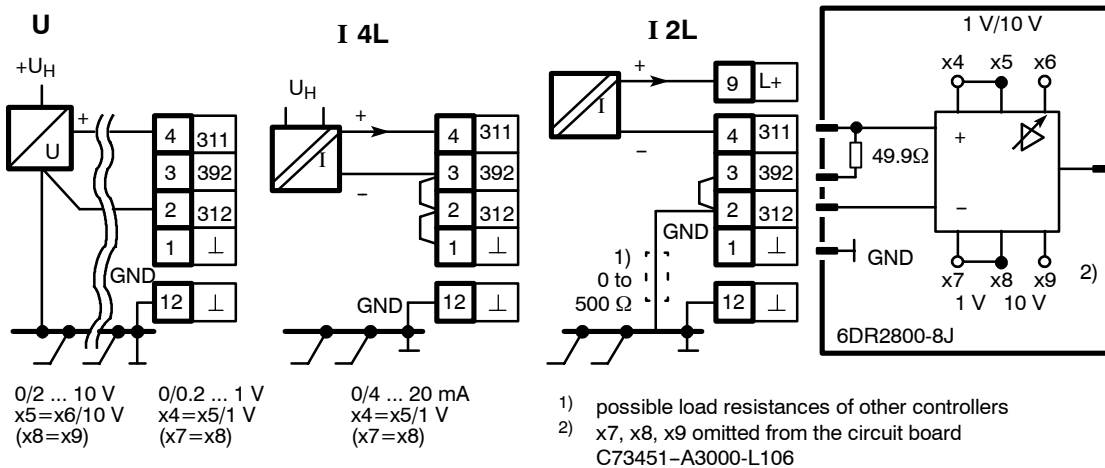 U
+U_H
+
U
4 311
3 392
2 312
1 ⊥
GND
12 ⊥
0/2 ... 10 V
x5=x6/10 V
(x8=x9)
0/0.2 ... 1 V
x4=x5/1 V
(x7=x8)
I 4L
U_H
+
I
–
4 311
3 392
2 312
1 ⊥
GND
12 ⊥
0/4 ... 20 mA
x4=x5/1 V
(x7=x8)
I 2L
+
I
–
9 L+
4 311
3 392
2 312
GND
1 ⊥
1)
0 to
500 Ω
12 ⊥
1 V/10 V
x4 x5 x6
+
49.9Ω
–
GND
x7 x8 x9
1 V 10 V
2)
6DR2800-8J
1) possible load resistances of other controllers
2) x7, x8, x9 omitted from the circuit board
C73451–A3000-L106